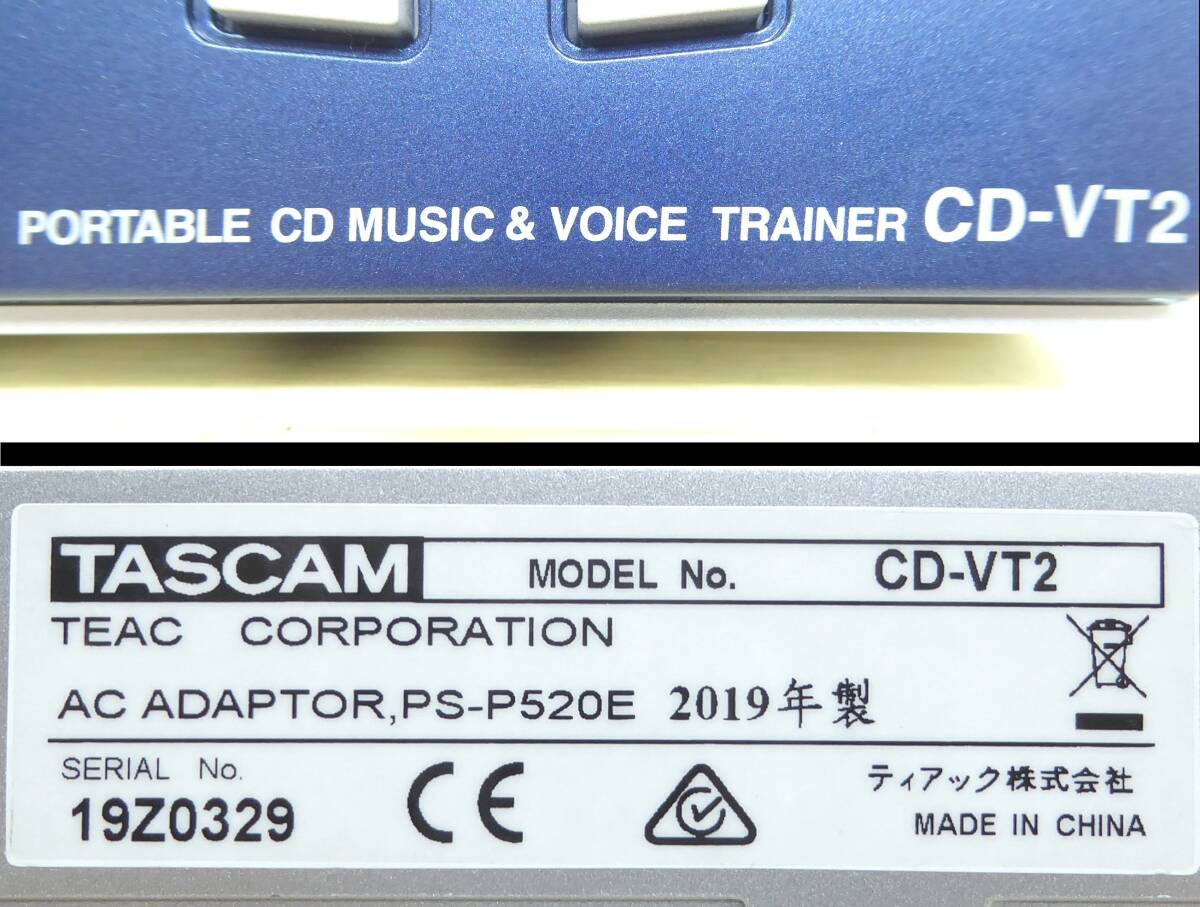 PORTABLE CD MUSIC & VOICE TRAINER CD-VT2
TASCAM MODEL No. CD-VT2
TEAC CORPORATION
AC ADAPTOR,PS-P520E 2019年製
SERIAL No.
19Z0329
CE
ティアック株式会社
MADE IN CHINA